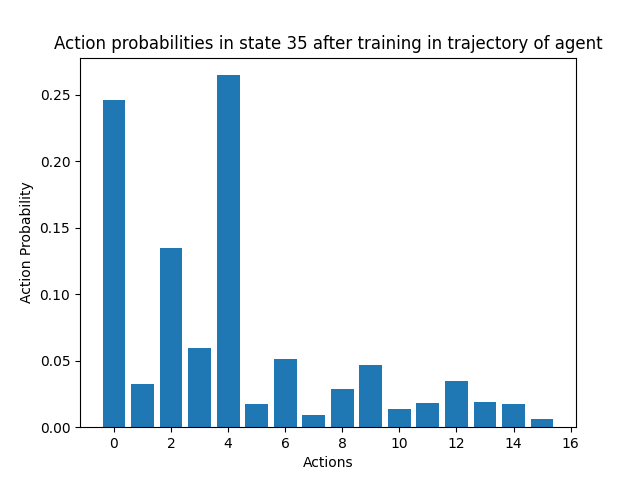 Action probabilities in state 35 after training in trajectory of agent
0.25
0.20
0.15
0.10
0.05
0.00
Action Probability
0 2 4 6 8 10 12 14 16
Actions